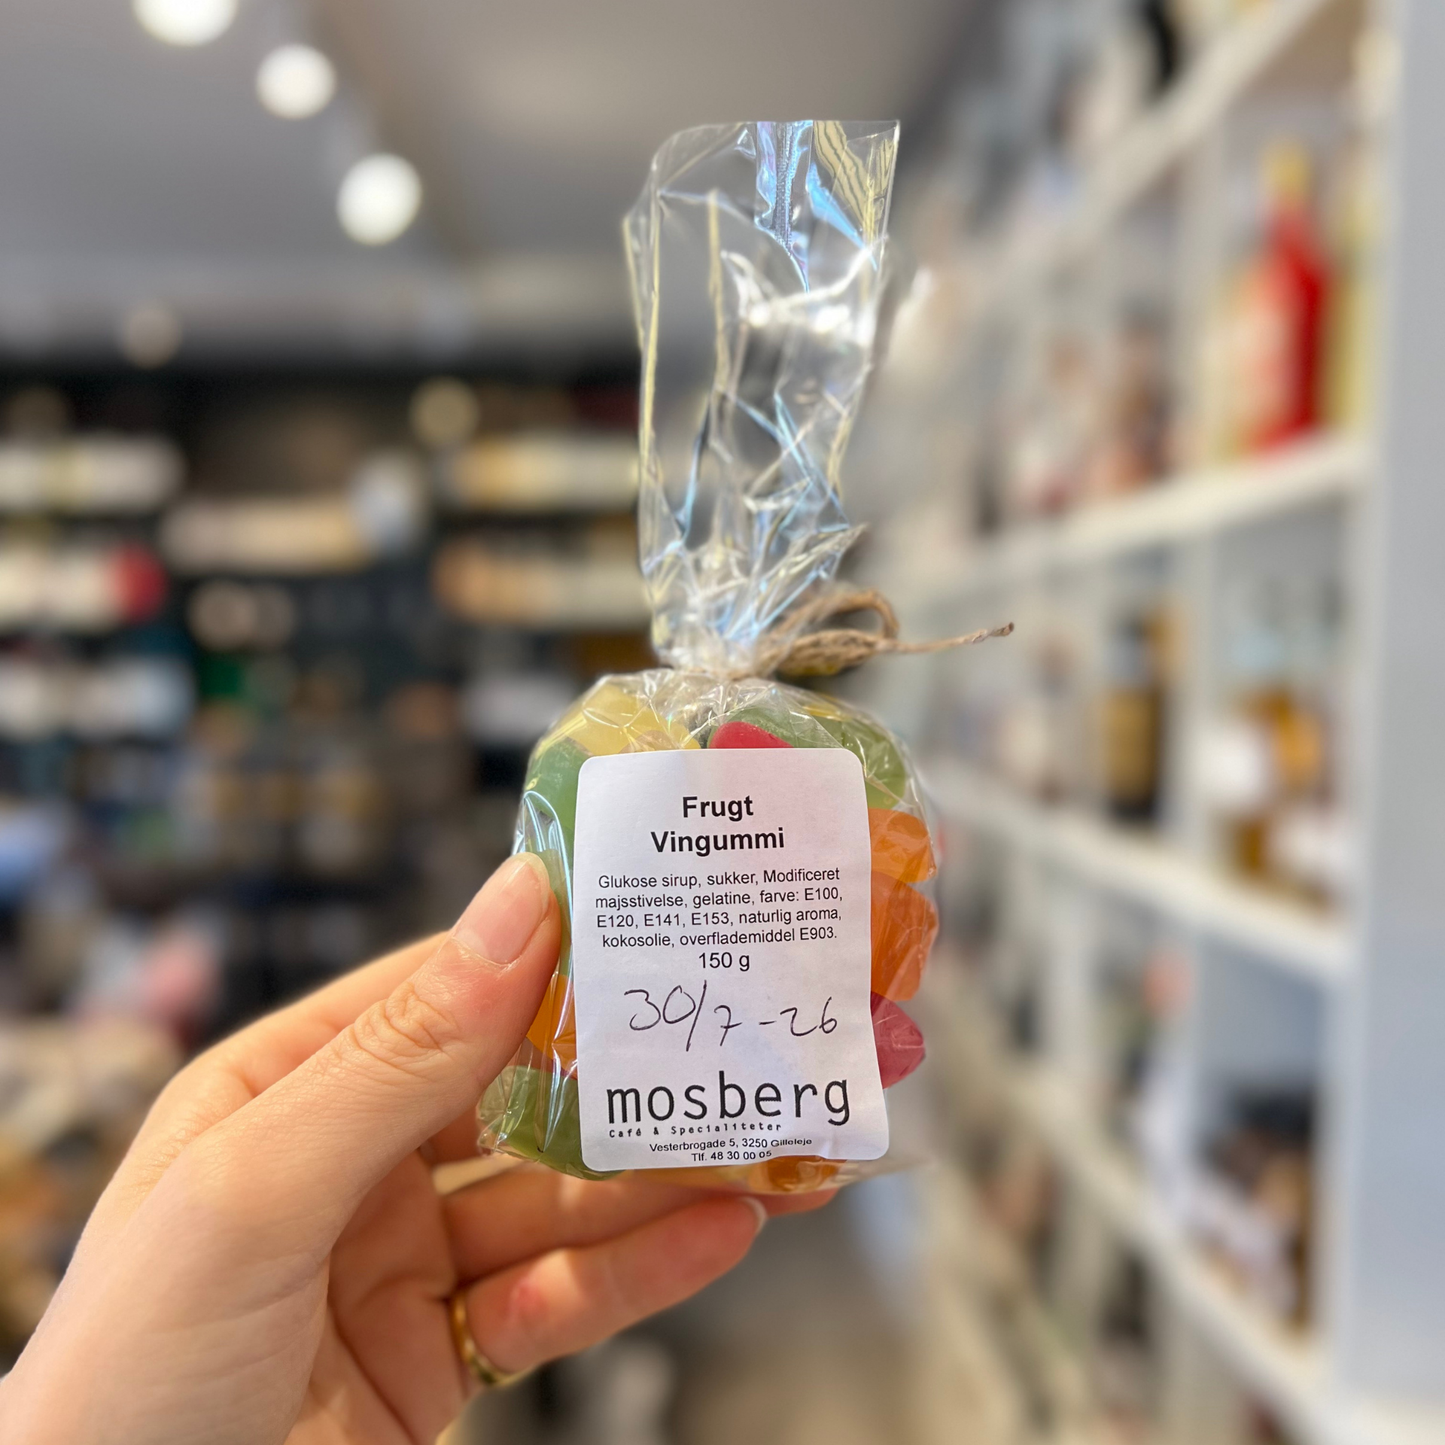 Frugt
Vingummi
Glukose sirup, sukker, Modificeret
majsstivelse, gelatine, farve: E100,
E120, E141, E153, naturlig aroma,
kokosolie, overflademiddel E903.
150 g
30/7-26
mosberg
Café & Specialiteter
Vesterbrogade 5, 3250 Gilleleje
Tlf. 48 30 00 05